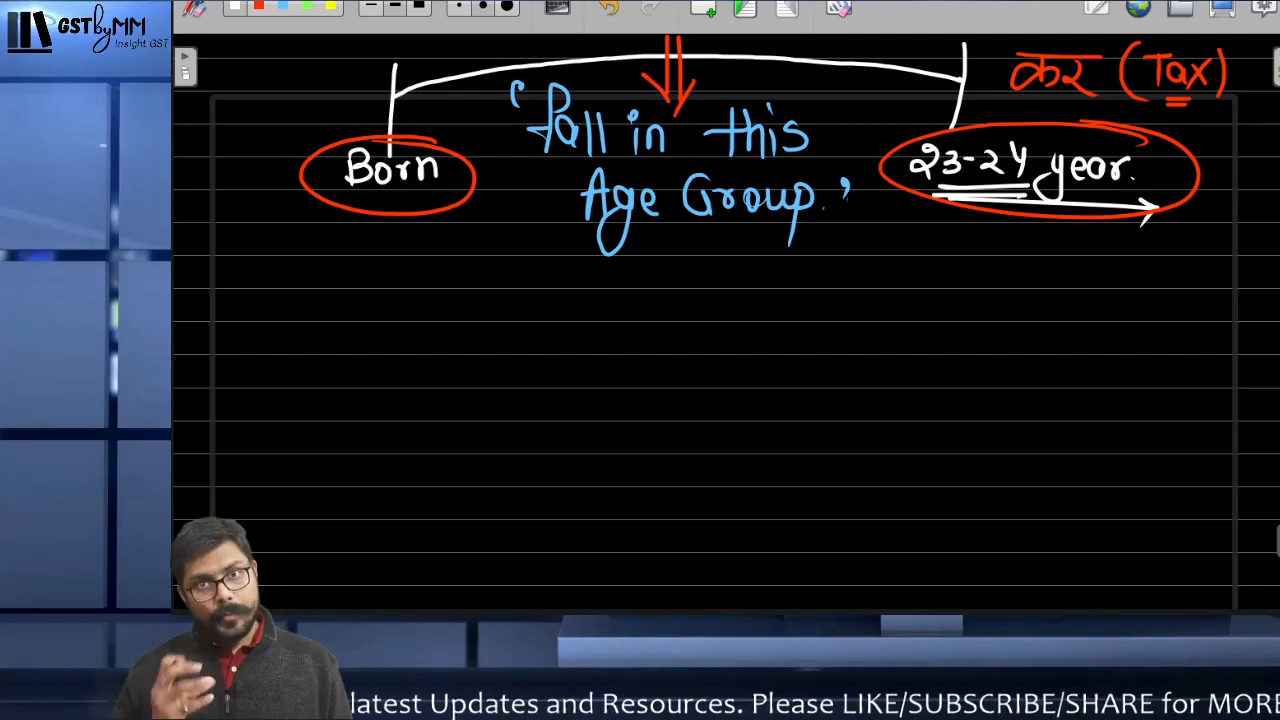 GSTbyMM
Insight GST
कर (Tax)
'fall in this
Born
23-24 year.
Age Group.'
latest Updates and Resources. Please LIKE/SUBSCRIBE/SHARE for MORE